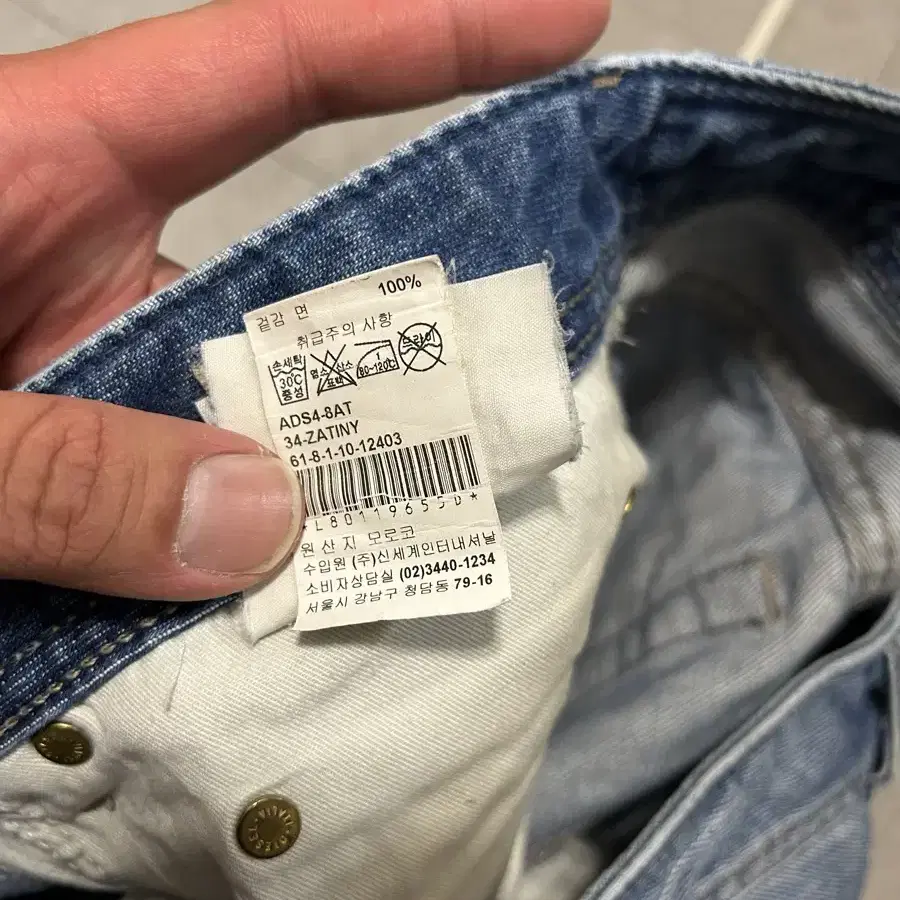 100%
겉감 면
취급주의 사항
손세탁 30℃ 중성
염소 산소 표백
1 80~120℃
드라이
ADS4-8AT
34-ZATINY
61-8-1-10-12403
L80119655D*
원 산 지 모로코
수입원 (주)신세계인터내셔날
소비자상담실 (02)3440-1234
서울시 강남구 청담동 79-16